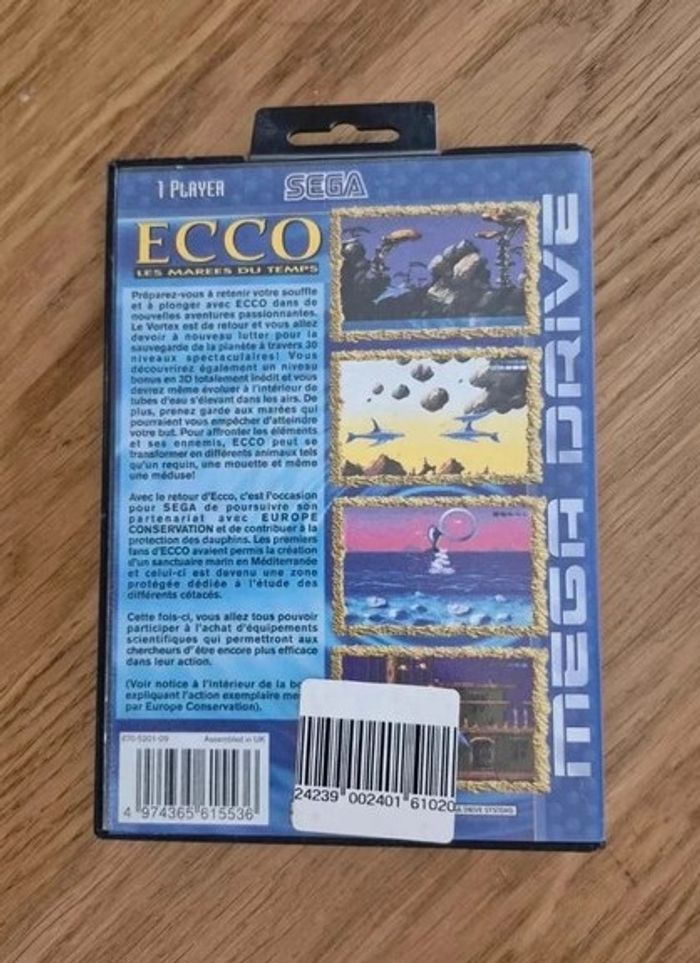 1 PLAYER
SEGA
ECCO
LES MAREES DU TEMPS
Préparez-vous à retenir votre souffle
et à plonger avec ECCO dans de
nouvelles aventures passionnantes.
Le Vortex est de retour et vous allez
devoir à nouveau lutter pour la
sauvegarde de la planète à travers 30
niveaux spectaculaires! Vous
découvrirez également un niveau
bonus en 3D totalement inédit et vous
devrez même évoluer à l'intérieur de
tubes d'eau s'élevant dans les airs. De
plus, prenez garde aux marées qui
pourraient vous empêcher d'atteindre
votre but. Pour affronter les éléments
et ses ennemis, ECCO peut se
transformer en différents animaux tels
qu'un requin, une mouette et même
une méduse!
Avec le retour d'Ecco, c'est l'occasion
pour SEGA de poursuivre son
partenariat avec EUROPE
CONSERVATION et de contribuer à la
protection des dauphins. Les premiers
fans d'ECCO avaient permis la création
d'un sanctuaire marin en Méditerranée
et celui-ci est devenu une zone
protégée dédiée à l'étude des
différents cétacés.
Cette fois-ci, vous allez tous pouvoir
participer à l'achat d'équipements
scientifiques qui permettront aux
chercheurs d'être encore plus efficace
dans leur action.
(Voir notice à l'intérieur de la
expliquant l'action exemplaire
par Europe Conservation).
670-5201-09 Assembled in UK
4 974365 615536
24239 002401 61020
DRIVE SYSTEMS
MEGA DRIVE